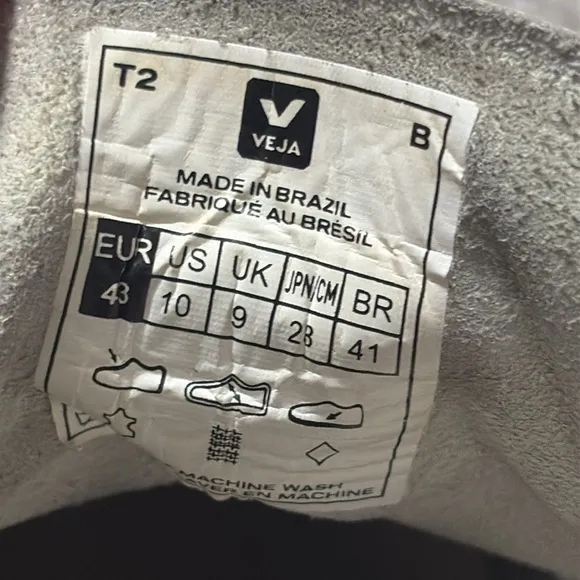 T2
VEJA
B
MADE IN BRAZIL
FABRIQUÉ AU BRÉSIL
EUR US UK JPN/CM BR
43 10 9 28 41
MACHINE WASH
LAVER EN MACHINE